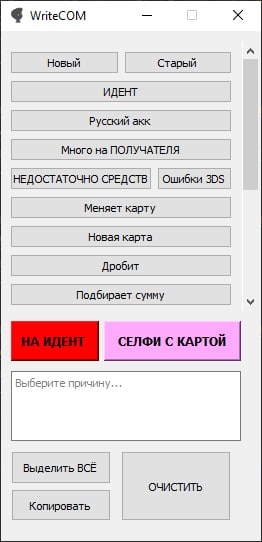 WriteCOM
Новый Старый
ИДЕНТ
Русский акк
Много на ПОЛУЧАТЕЛЯ
НЕДОСТАТОЧНО СРЕДСТВ Ошибки 3DS
Меняет карту
Новая карта
Дробит
Подбирает сумму
НА ИДЕНТ СЕЛФИ С КАРТОЙ
Выберите причину...
Выделить ВСЁ
ОЧИСТИТЬ
Копировать